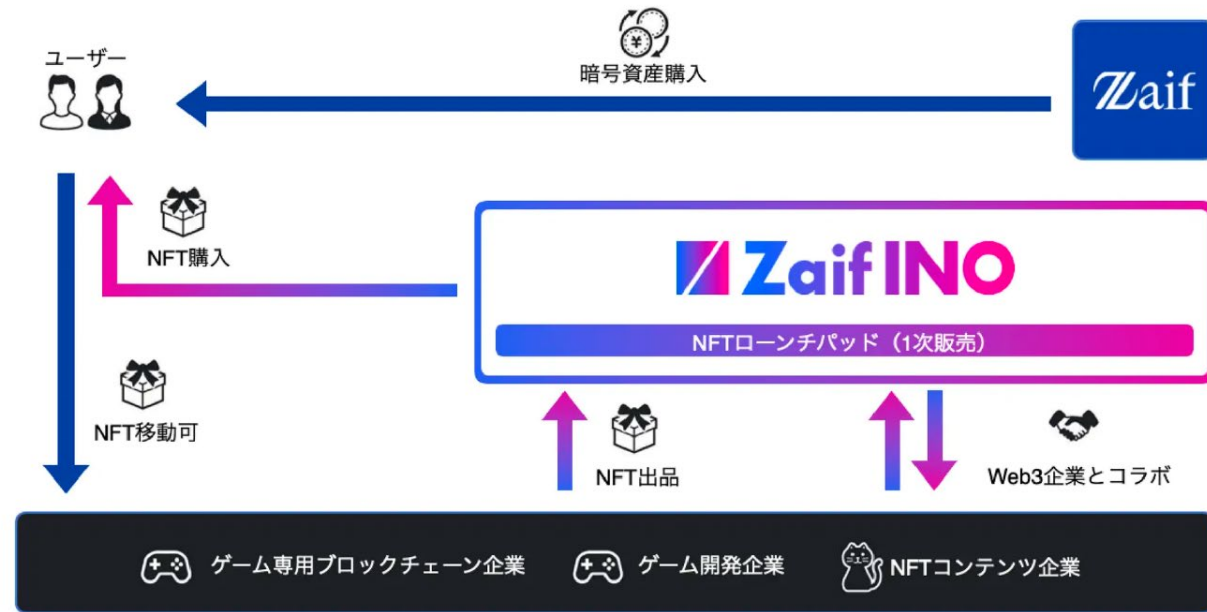 ユーザー
暗号資産購入
Zaif
NFT購入
Zaif INO
NFTローンチパッド（1次販売）
NFT移動可
NFT出品
Web3企業とコラボ
ゲーム専用ブロックチェーン企業
ゲーム開発企業
NFTコンテンツ企業